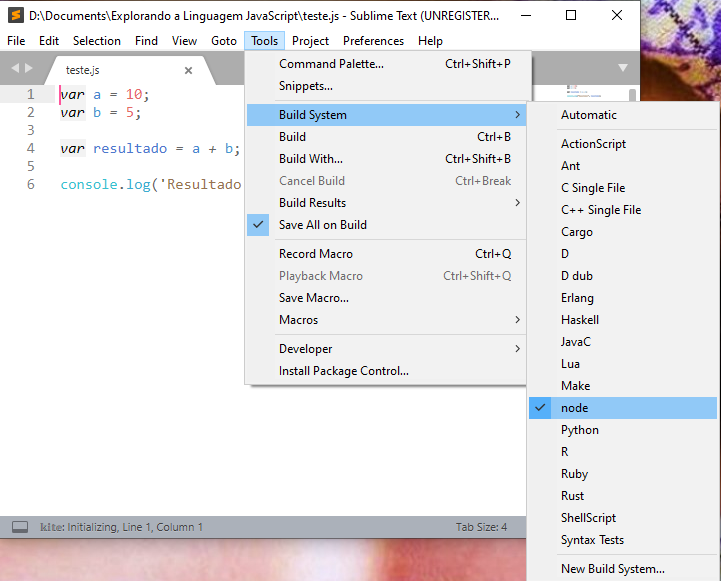 D:\Documents\Explorando a Linguagem JavaScript\teste.js - Sublime Text (UNREGISTER...
File Edit Selection Find View Goto Tools Project Preferences Help
teste.js
1 var a = 10;
2 var b = 5;
3
4 var resultado = a + b;
5
6 console.log('Resultado
Command Palette... Ctrl+Shift+P
Snippets...
Build System
Build Ctrl+B
Build With... Ctrl+Shift+B
Cancel Build Ctrl+Break
Build Results
Save All on Build
Record Macro Ctrl+Q
Playback Macro Ctrl+Shift+Q
Save Macro...
Macros
Developer
Install Package Control...
Automatic
ActionScript
Ant
C Single File
C++ Single File
Cargo
D
D dub
Erlang
Haskell
JavaC
Lua
Make
node
Python
R
Ruby
Rust
ShellScript
Syntax Tests
New Build System...
kite: Initializing, Line 1, Column 1
Tab Size: 4